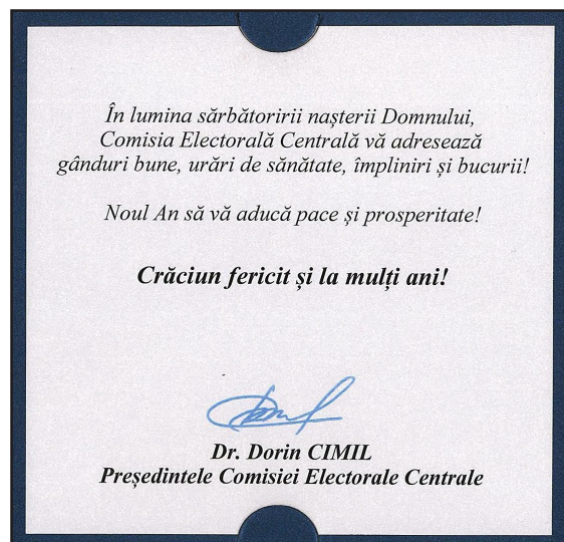 În lumina sărbătoririi nașterii Domnului,
Comisia Electorală Centrală vă adresează
gânduri bune, urări de sănătate, împliniri și bucurii!
Noul An să vă aducă pace și prosperitate!
Crăciun fericit și la mulți ani!
Dr. Dorin CIMIL
Președintele Comisiei Electorale Centrale